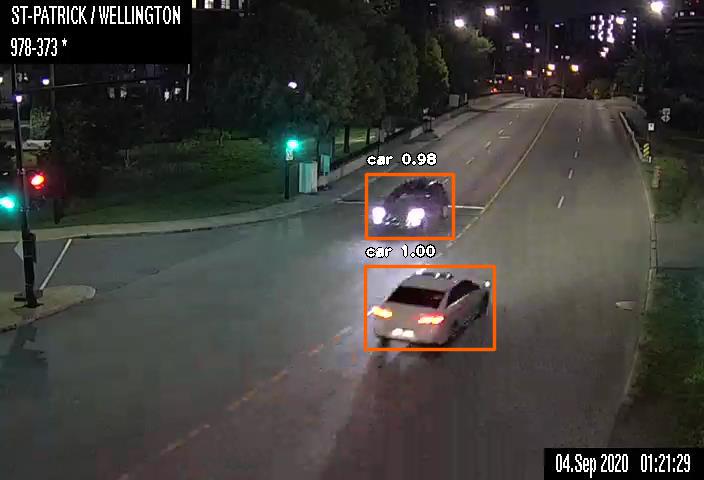 ST-PATRICK / WELLINGTON
978-373 *
car 0.98
car 1.00
04.Sep 2020 01:21:29